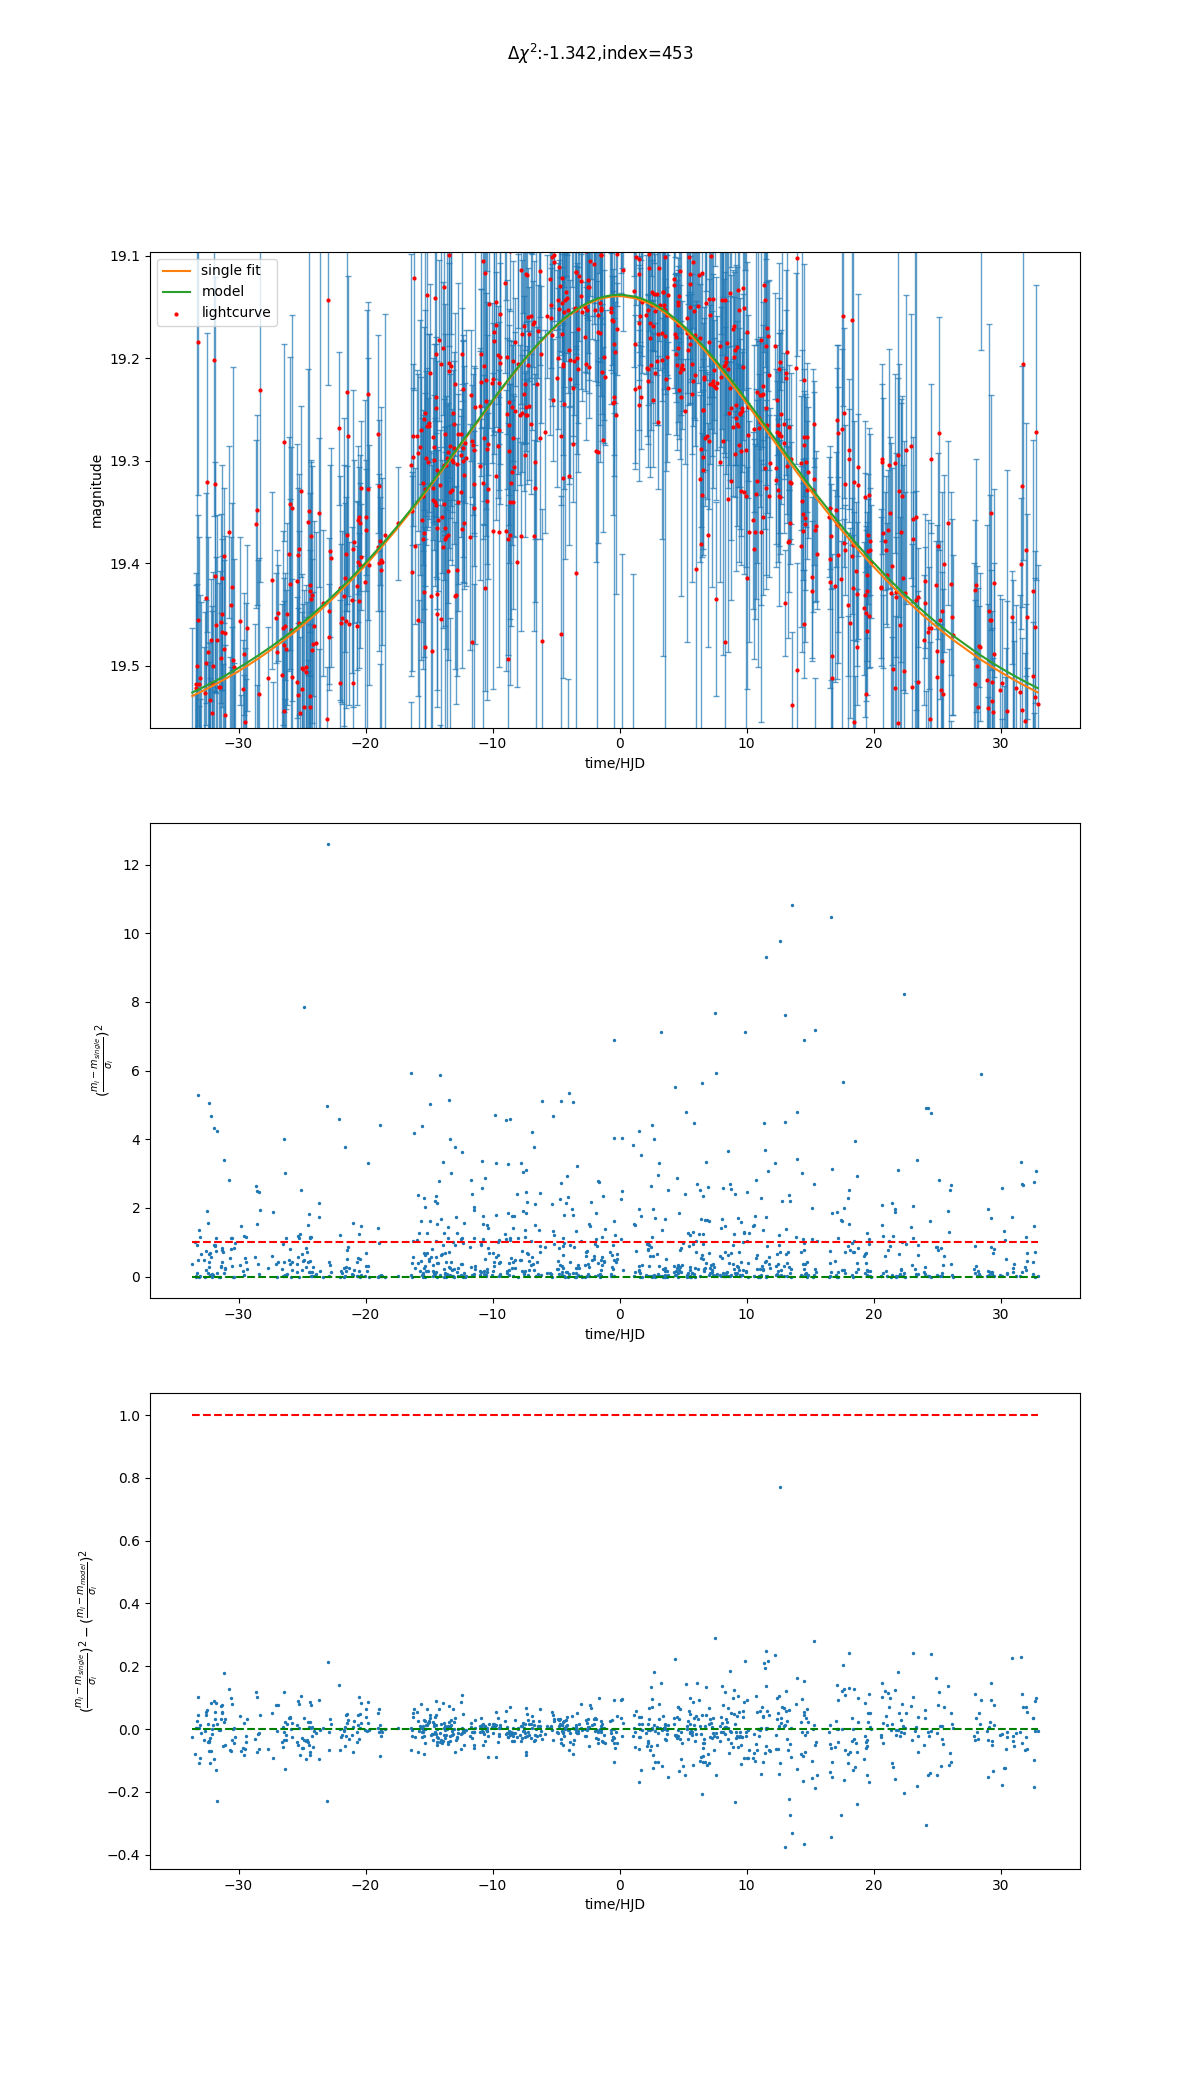 Δχ²:-1.342,index=453
single fit
model
lightcurve
19.1
19.2
19.3
19.4
19.5
magnitude
−30 −20 −10 0 10 20 30
time/HJD
12
10
8
6
4
2
0
((mᵢ − m_single)/σᵢ)²
−30 −20 −10 0 10 20 30
time/HJD
1.0
0.8
0.6
0.4
0.2
0.0
−0.2
−0.4
((mᵢ − m_single)/σᵢ)² − ((mᵢ − m_model)/σᵢ)²
−30 −20 −10 0 10 20 30
time/HJD